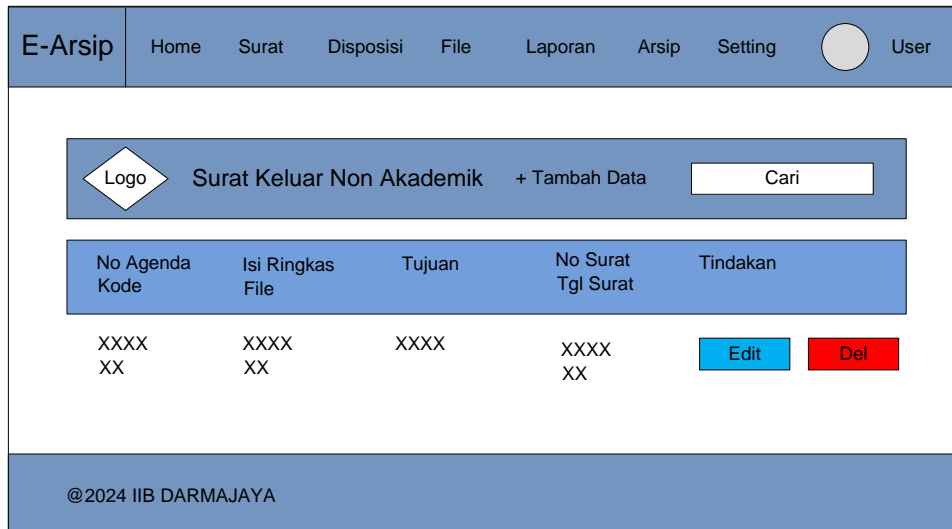 E-Arsip Home Surat Disposisi File Laporan Arsip Setting User
Logo Surat Keluar Non Akademik + Tambah Data Cari
No Agenda Isi Ringkas Tujuan No Surat Tindakan
Kode File Tgl Surat
XXXX XXXX XXXX XXXX Edit Del
XX XX XX
@2024 IIB DARMAJAYA